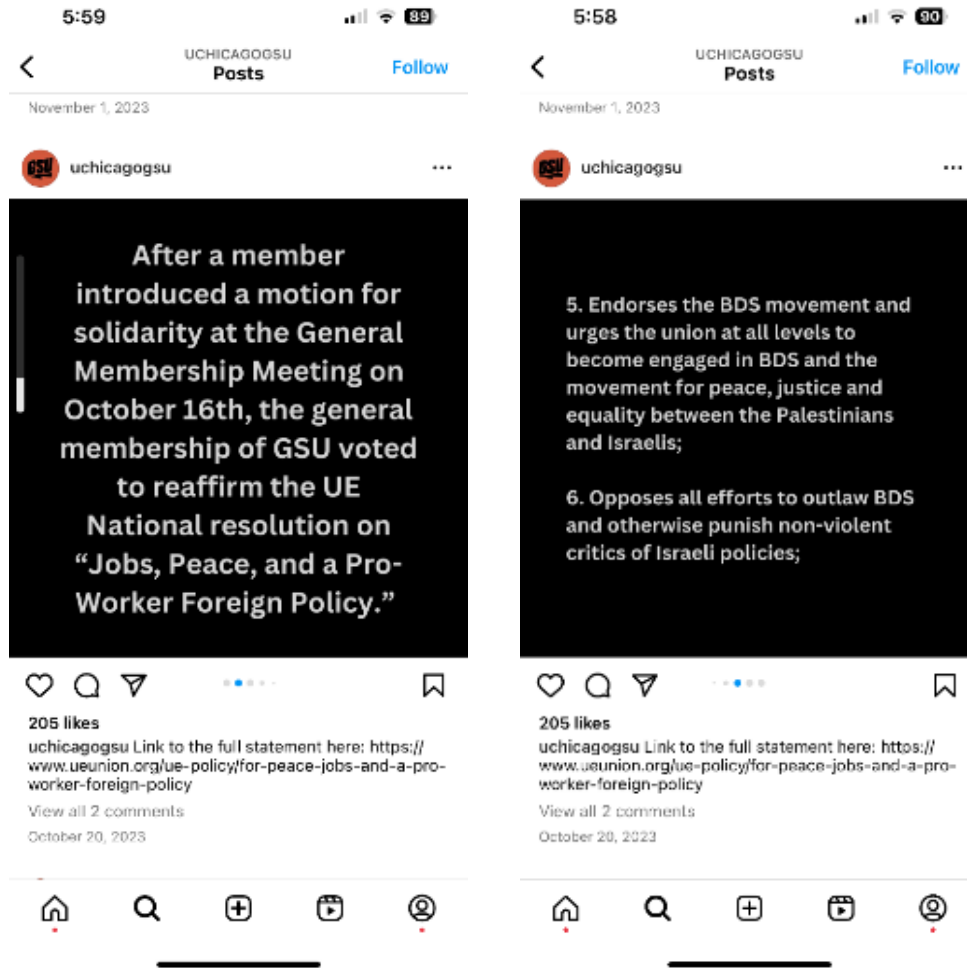 5:59
89
UCHICAGOGSU
Posts
Follow
November 1, 2023
GSU
uchicagogsu
After a member
introduced a motion for
solidarity at the General
Membership Meeting on
October 16th, the general
membership of GSU voted
to reaffirm the UE
National resolution on
“Jobs, Peace, and a Pro-
Worker Foreign Policy.”
205 likes
uchicagogsu Link to the full statement here: https://
www.ueunion.org/ue-policy/for-peace-jobs-and-a-pro-
worker-foreign-policy
View all 2 comments
October 20, 2023
5:58
90
UCHICAGOGSU
Posts
Follow
November 1, 2023
GSU
uchicagogsu
5. Endorses the BDS movement and
urges the union at all levels to
become engaged in BDS and the
movement for peace, justice and
equality between the Palestinians
and Israelis;
6. Opposes all efforts to outlaw BDS
and otherwise punish non-violent
critics of Israeli policies;
205 likes
uchicagogsu Link to the full statement here: https://
www.ueunion.org/ue-policy/for-peace-jobs-and-a-pro-
worker-foreign-policy
View all 2 comments
October 20, 2023